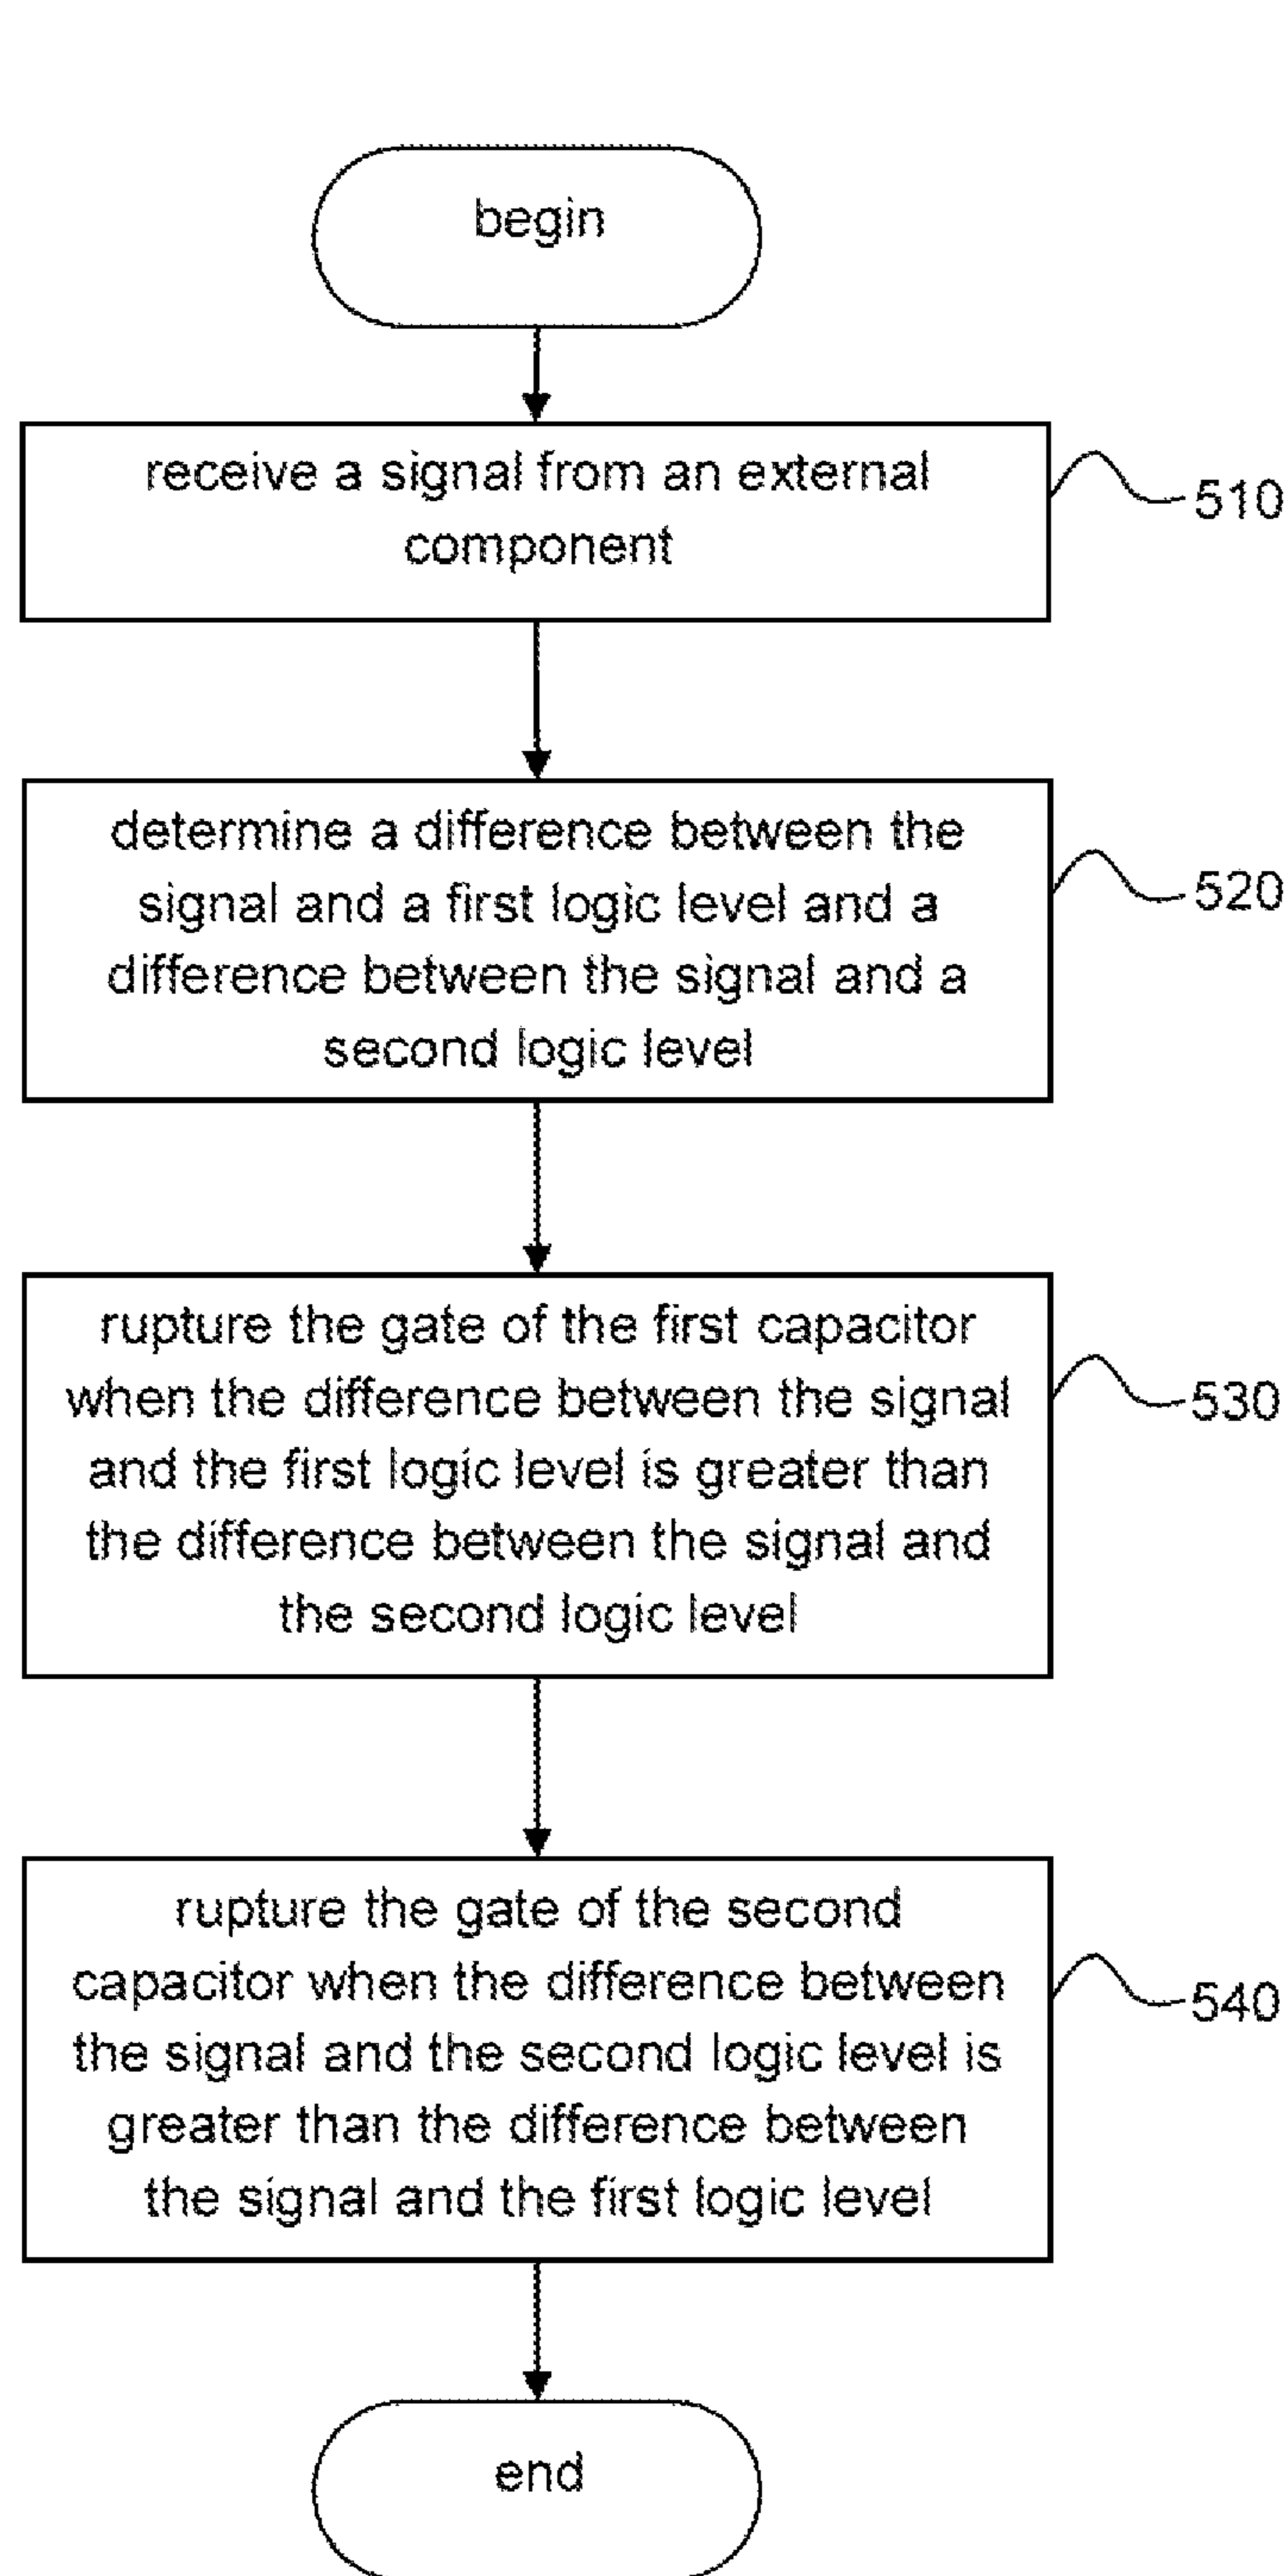 begin
receive a signal from an external
component
510
determine a difference between the
signal and a first logic level and a
difference between the signal and a
second logic level
520
rupture the gate of the first capacitor
when the difference between the signal
and the first logic level is greater than
the difference between the signal and
the second logic level
530
rupture the gate of the second
capacitor when the difference between
the signal and the second logic level is
greater than the difference between
the signal and the first logic level
540
end